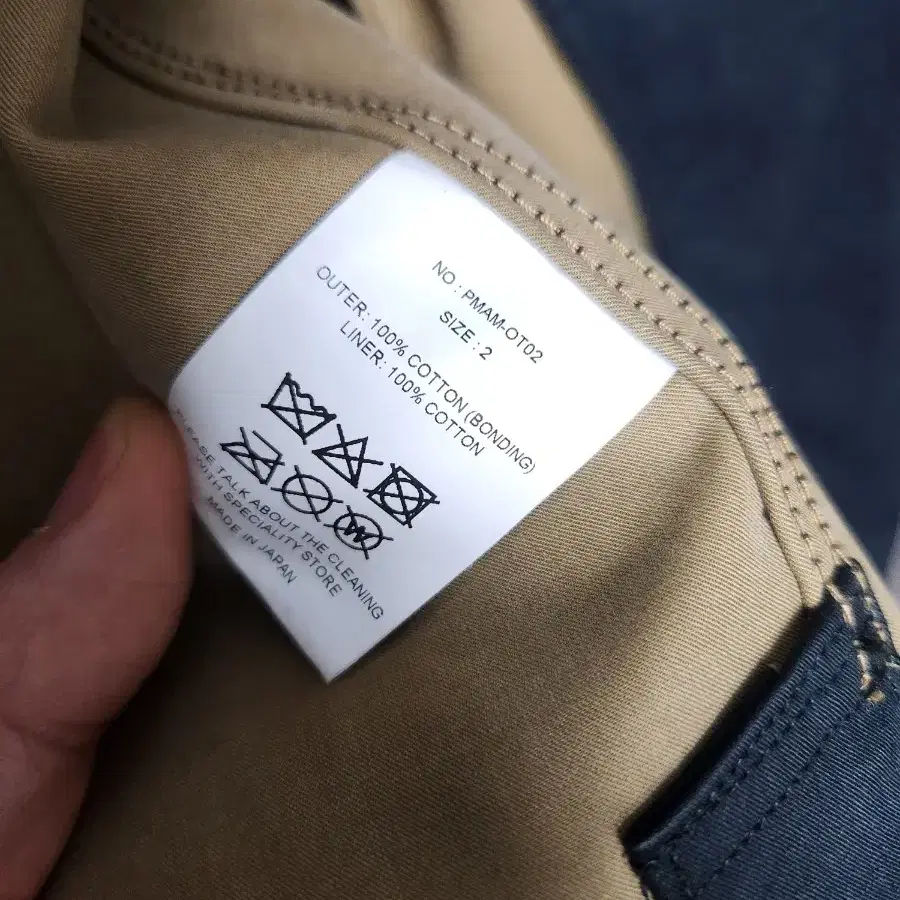 NO : PMAM-OT02
SIZE : 2
OUTER: 100% COTTON (BONDING)
LINER: 100% COTTON
PLEASE TALK ABOUT THE CLEANING
WITH SPECIALITY STORE
MADE IN JAPAN